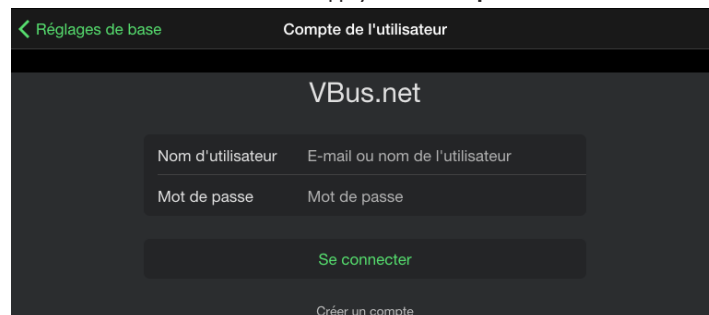 Réglages de base
Compte de l'utilisateur
VBus.net
Nom d'utilisateur E-mail ou nom de l'utilisateur
Mot de passe Mot de passe
Se connecter
Créer un compte